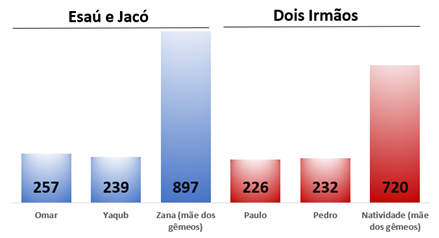 Esaú e Jacó
Dois Irmãos
257 239 897 226 232 720
Omar Yaqub Zana (mãe dos Paulo Pedro Natividade (mãe
gêmeos) dos gêmeos)